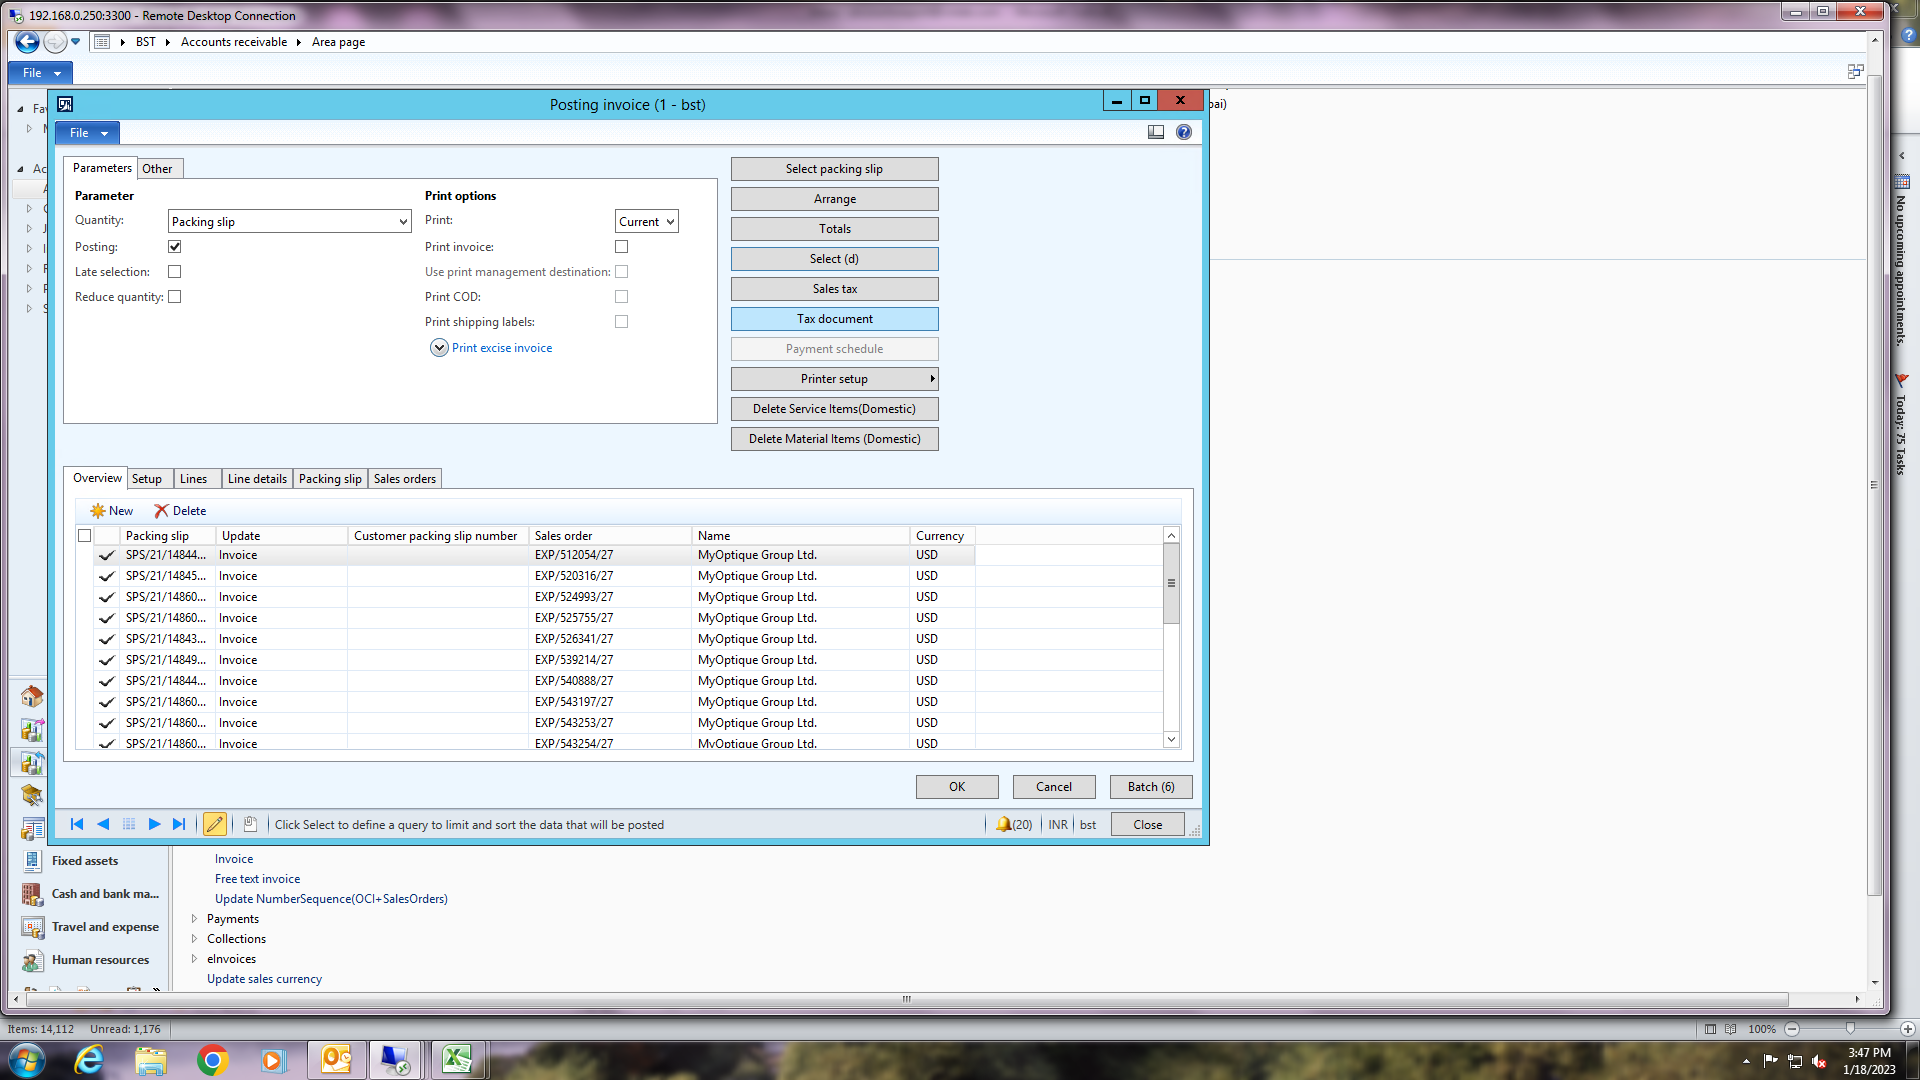 192.168.0.250:3300 - Remote Desktop Connection
BST Accounts receivable Area page
File
Posting invoice (1 - bst)
File
Parameters Other
Parameter
Quantity: Packing slip
Posting:
Late selection:
Reduce quantity:
Print options
Print: Current
Print invoice:
Use print management destination:
Print COD:
Print shipping labels:
Print excise invoice
Select packing slip
Arrange
Totals
Select (d)
Sales tax
Tax document
Payment schedule
Printer setup
Delete Service Items(Domestic)
Delete Material Items (Domestic)
Overview Setup Lines Line details Packing slip Sales orders
New Delete
Packing slip Update Customer packing slip number Sales order Name Currency
SPS/21/14844... Invoice EXP/512054/27 MyOptique Group Ltd. USD
SPS/21/14845... Invoice EXP/520316/27 MyOptique Group Ltd. USD
SPS/21/14860... Invoice EXP/524993/27 MyOptique Group Ltd. USD
SPS/21/14860... Invoice EXP/525755/27 MyOptique Group Ltd. USD
SPS/21/14843... Invoice EXP/526341/27 MyOptique Group Ltd. USD
SPS/21/14849... Invoice EXP/539214/27 MyOptique Group Ltd. USD
SPS/21/14844... Invoice EXP/540888/27 MyOptique Group Ltd. USD
SPS/21/14860... Invoice EXP/543197/27 MyOptique Group Ltd. USD
SPS/21/14860... Invoice EXP/543253/27 MyOptique Group Ltd. USD
SPS/21/14860... Invoice EXP/543254/27 MyOptique Group Ltd. USD
OK Cancel Batch (6)
Click Select to define a query to limit and sort the data that will be posted
(20) INR bst Close
No upcoming appointments.
Today: 75 Tasks
Fixed assets
Cash and bank ma...
Travel and expense
Human resources
Invoice
Free text invoice
Update NumberSequence(OCI+SalesOrders)
Payments
Collections
eInvoices
Update sales currency
Items: 14,112 Unread: 1,176
100%
3:47 PM
1/18/2023